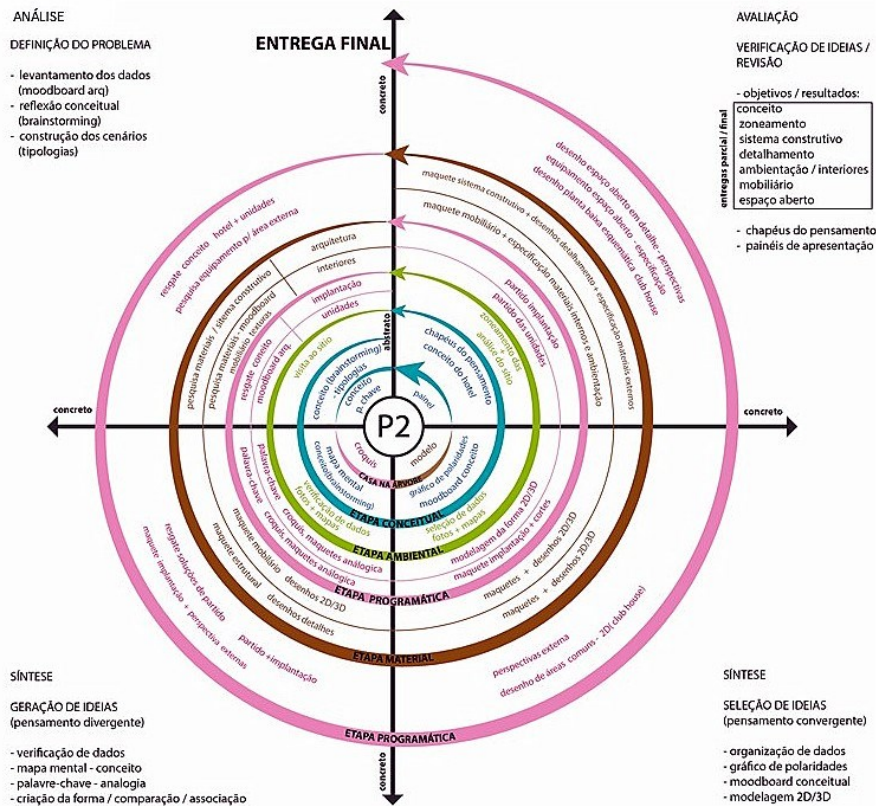 ANÁLISE
DEFINIÇÃO DO PROBLEMA
- levantamento dos dados
(moodboard arq)
- reflexão conceitual
(brainstorming)
- construção dos cenários
(tipologias)
ENTREGA FINAL
AVALIAÇÃO
VERIFICAÇÃO DE IDEIAS /
REVISÃO
- objetivos / resultados:
entregas parcial / final
conceito
zoneamento
sistema construtivo
detalhamento
ambientação / interiores
mobiliário
espaço aberto
- chapéus do pensamento
- painéis de apresentação
concreto
abstrato
concreto
concreto
concreto
resgate conceito hotel + unidades
pesquisa equipamento p/ área externa
arquitetura
interiores
pesquisa materiais / sitema construtivo
pesquisa materiais - moodboard
mobiliário texturas
implantação
unidades
resgate conceito
moodboard arq.
visita ao sítio
conceito (brainstorming)
- tipologias
conceito
p. chave
desenho espaço aberto em detalhe - perspectivas
equipamento espaço aberto - especificação
desenho planta baixa esquemática club house
maquete sistema construtivo + desenhos detalhamento + especificação materiais externos
maquete mobiliário + especificação materiais internos e ambientação
partido implantação
partido das unidades
zoneamento
+
análise do sítio
chapéus do pensamento
conceito do hotel
painel
P2
croquis
modelo
CASA NA ÁRVORE
mapa mental
conceito(brainstorming)
gráfico de polaridades
moodboard conceito
ETAPA CONCEITUAL
verificação de dados
fotos + mapas
seleção de dados
fotos + mapas
ETAPA AMBIENTAL
palavra-chave croquis, maquetes análogica
palavra-chave croquis, maquetes análogica
modelagem da forma 2D/3D
maquete implantação + cortes
ETAPA PROGRAMÁTICA
maquete mobiliário desenhos 2D/3D
maquete estrutural desenhos detalhes
maquetes + desenhos 2D/3D
maquetes + desenhos 2D/3D
ETAPA MATERIAL
resgate soluções de partido partido +implantação
maquete implantação + perspectiva externas
perspectivas externa
desenho de áreas comuns - 2D( club house)
ETAPA PROGRAMÁTICA
SÍNTESE
GERAÇÃO DE IDEIAS
(pensamento divergente)
- verificação de dados
- mapa mental - conceito
- palavre-chave - analogia
- criação da forma / comparação / associação
SÍNTESE
SELEÇÃO DE IDEIAS
(pensamento convergente)
- organização de dados
- gráfico de polaridades
- moodboard conceitual
- modelagem 2D/3D